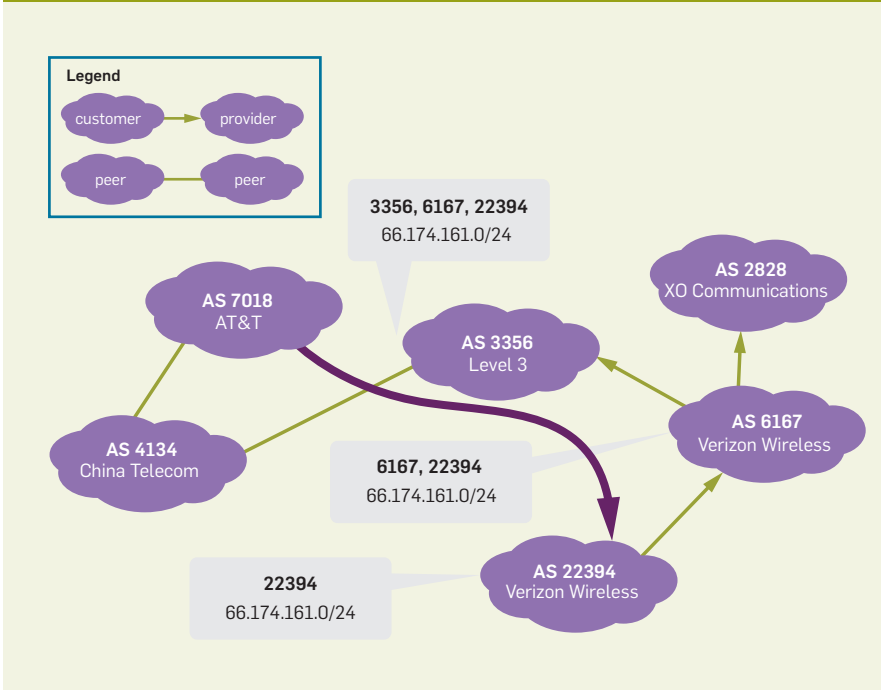 Legend
customer
provider
peer
peer
3356, 6167, 22394
66.174.161.0/24
AS 2828
XO Communications
AS 7018
AT&T
AS 3356
Level 3
AS 6167
Verizon Wireless
AS 4134
China Telecom
6167, 22394
66.174.161.0/24
AS 22394
Verizon Wireless
22394
66.174.161.0/24